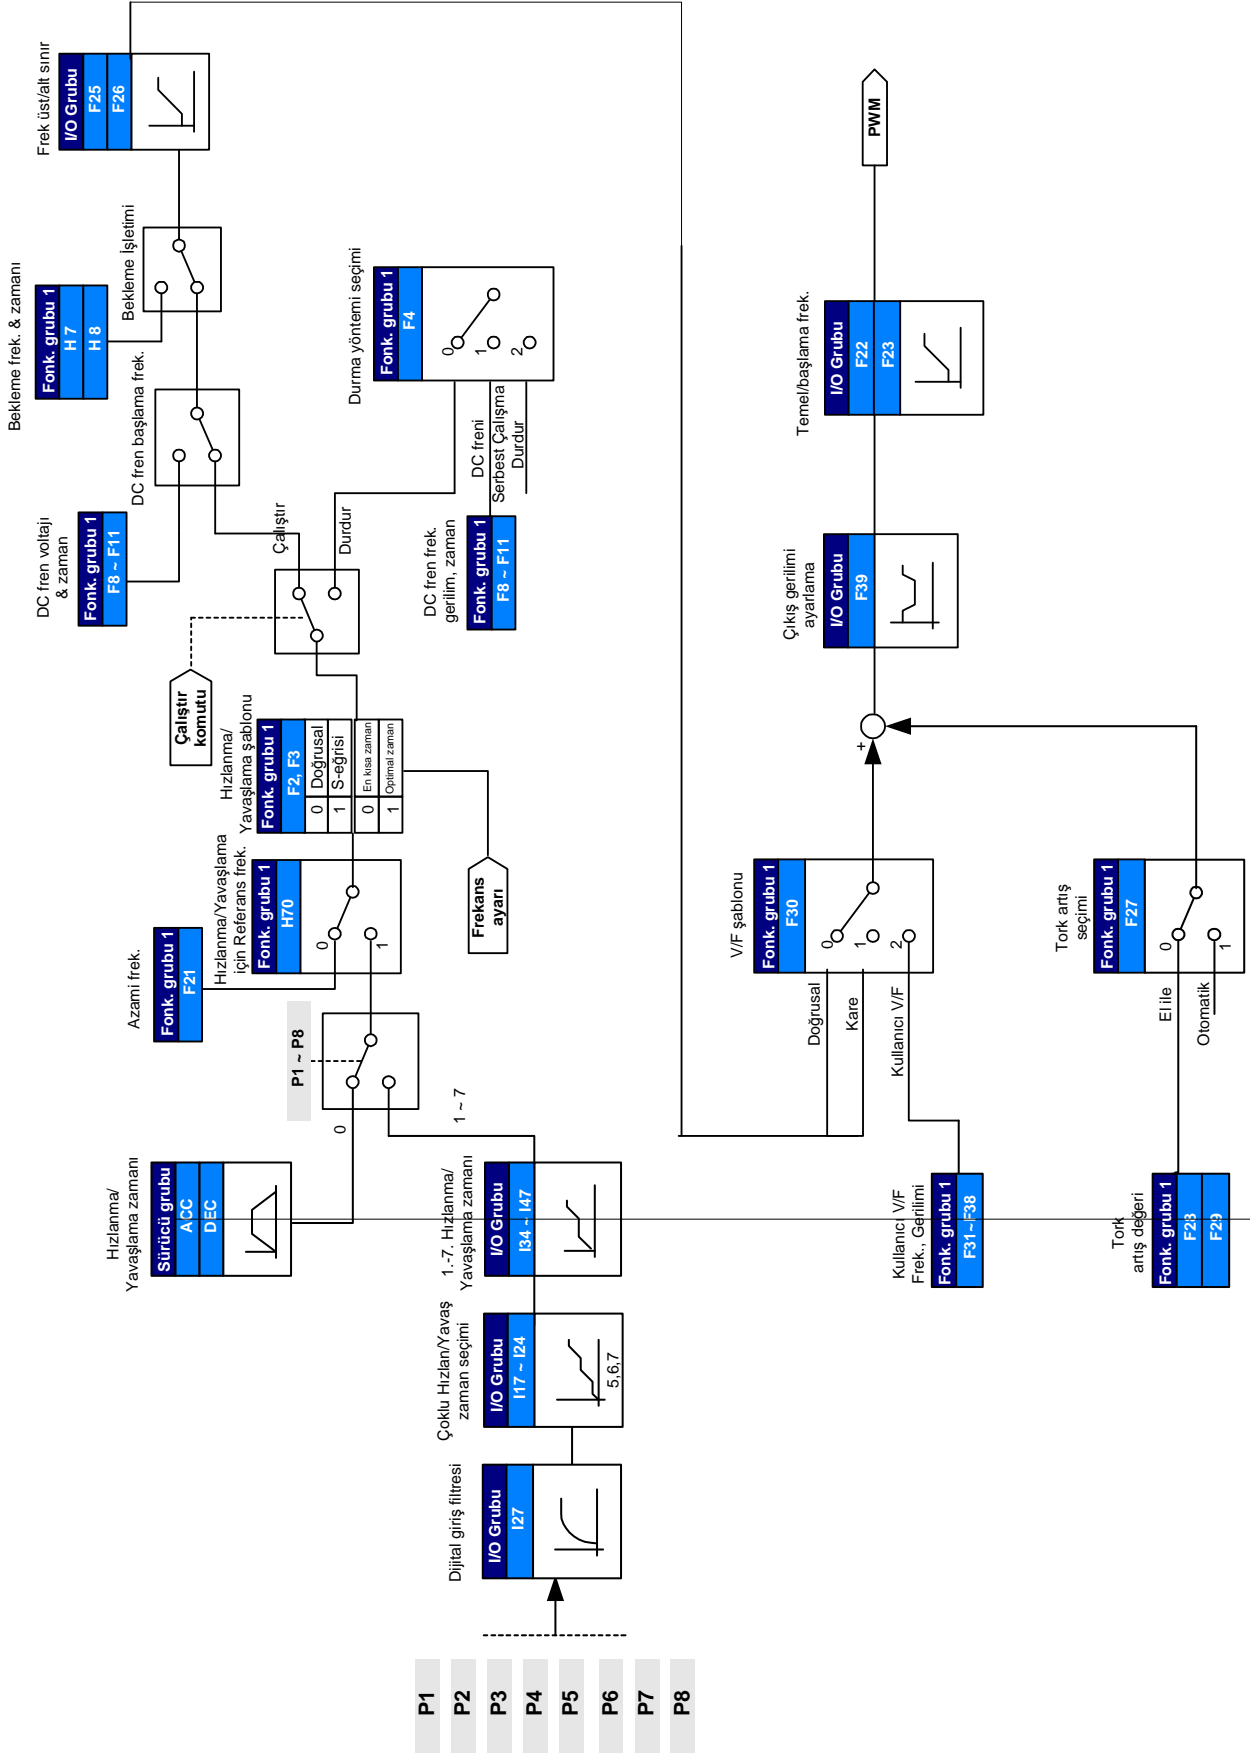 P1
P2
P3
P4
P5
P6
P7
P8
Dijital giriş filtresi
I/O Grubu
I27
Çoklu Hızlan/Yavaş
zaman seçimi
I/O Grubu
I17 ~ I24
5,6,7
1.-7. Hızlanma/
Yavaşlama zamanı
I/O Grubu
I34 ~ I47
Hızlanma/
Yavaşlama zamanı
Sürücü grubu
ACC
DEC
0
1 ~ 7
P1 ~ P8
Azami frek.
Fonk. grubu 1
F21
Hızlanma/Yavaşlama
için Referans frek.
Fonk. grubu 1
H70
0
1
Hızlanma/
Yavaşlama şablonu
Fonk. grubu 1
F2, F3
0 Doğrusal
1 S-eğrisi
0 En kısa zaman
1 Optimal zaman
Frekans
ayarı
Çalıştır
komutu
Çalıştır
Durdur
DC fren voltajı
& zaman
Fonk. grubu 1
F8 ~ F11
DC fren başlama frek.
Bekleme frek. & zamanı
Fonk. grubu 1
H 7
H 8
Bekleme İşletimi
Frek üst/alt sınır
I/O Grubu
F25
F26
Durma yöntemi seçimi
Fonk. grubu 1
F4
0
1
2
DC freni
Serbest Çalışma
Durdur
DC fren frek.
gerilim, zaman
Fonk. grubu 1
F8 ~ F11
Kullanıcı V/F
Frek., Gerilimi
Fonk. grubu 1
F31~F38
Doğrusal
Kare
Kullanıcı V/F
V/F şablonu
Fonk. grubu 1
F30
0
1
2
+
Çıkış gerilimi
ayarlama
I/O Grubu
F39
Temel/başlama frek.
I/O Grubu
F22
F23
PWM
Tork
artış değeri
Fonk. grubu 1
F28
F29
El ile
Otomatik
Tork artış
seçimi
Fonk. grubu 1
F27
0
1